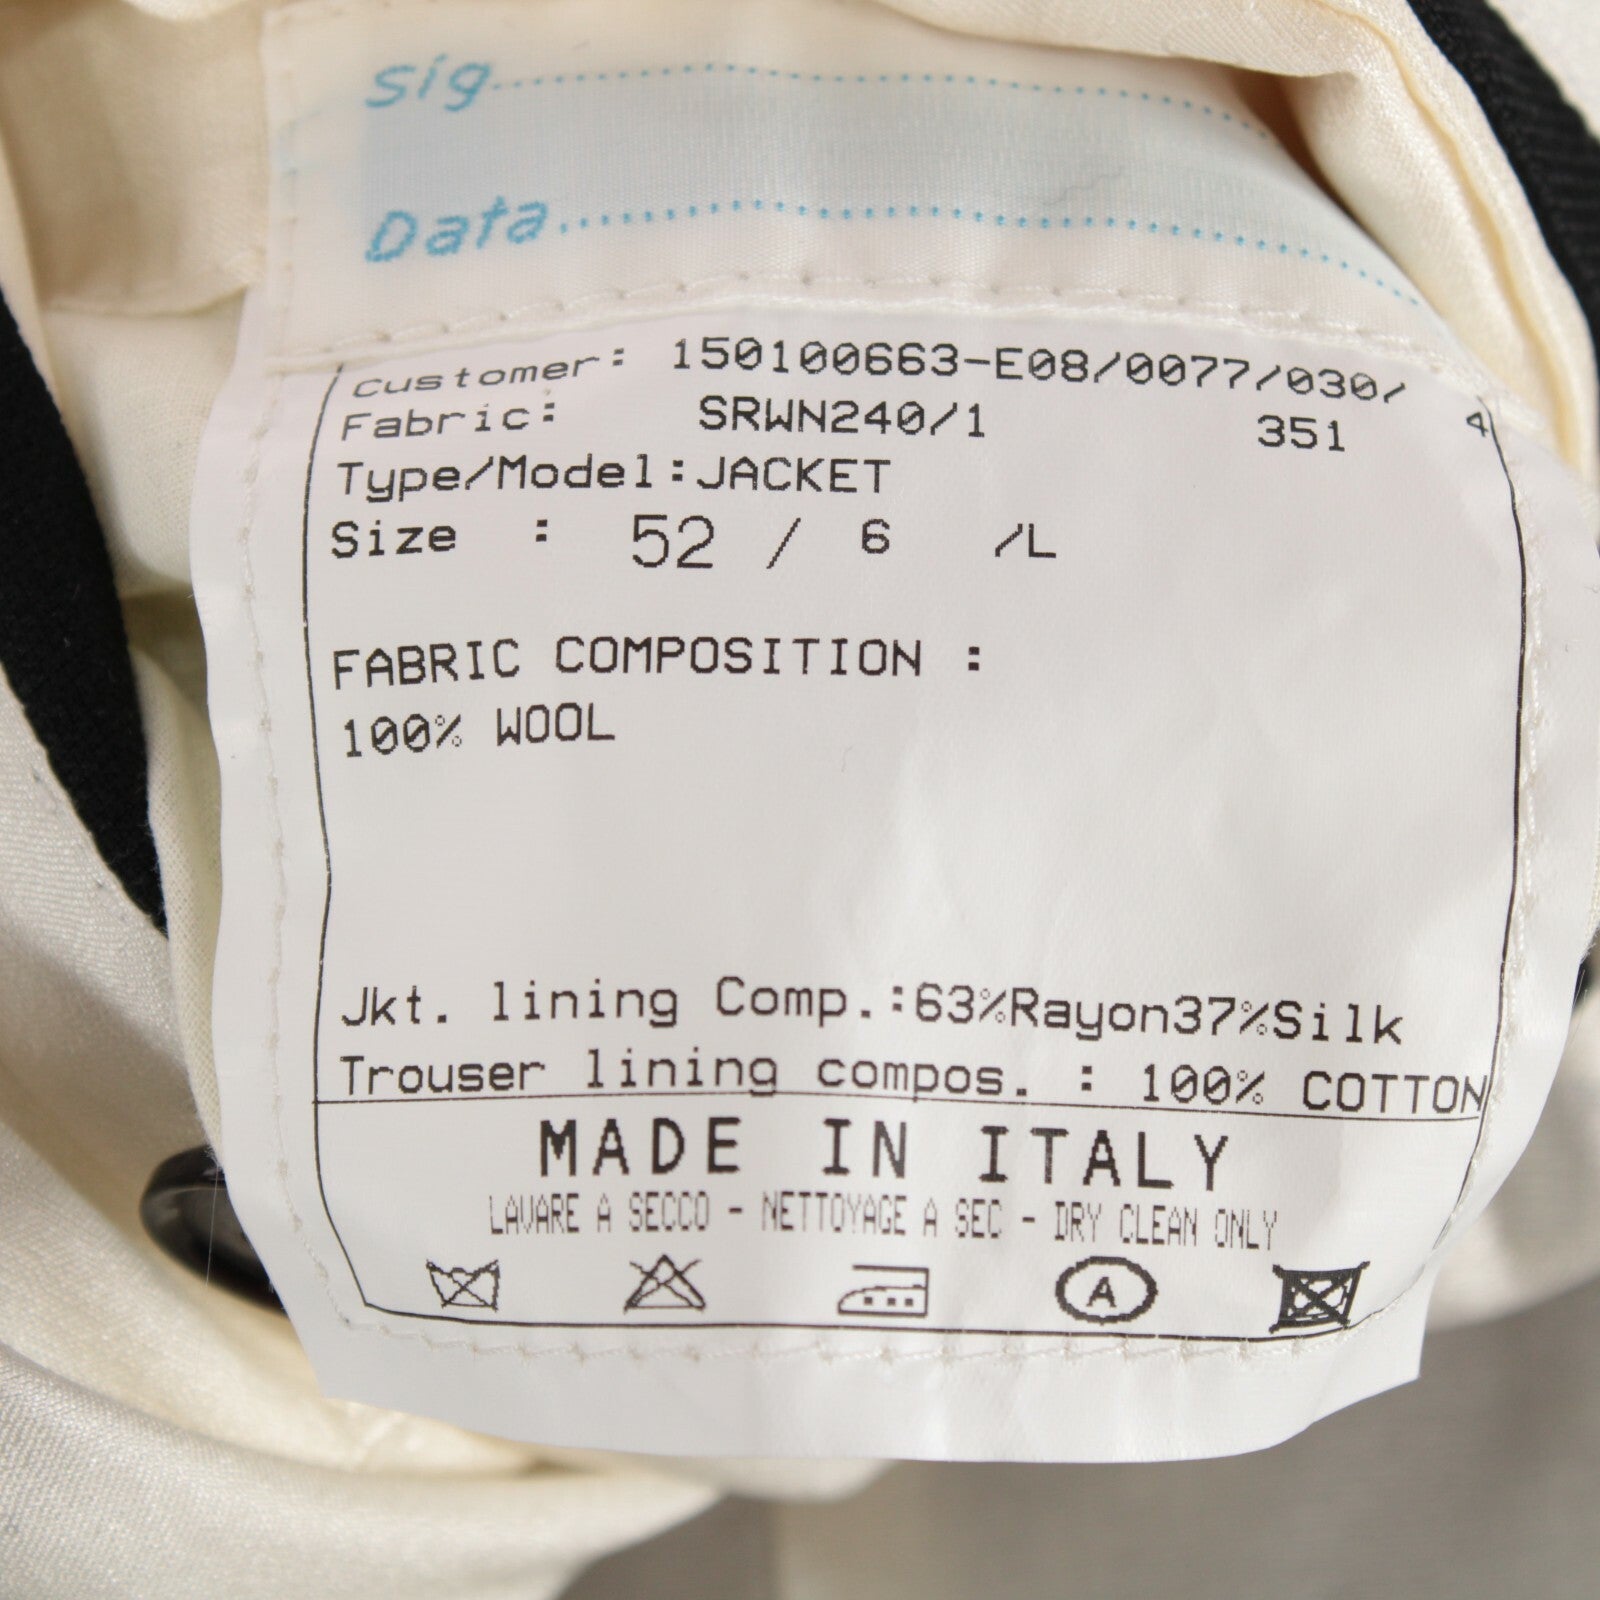 Sig.
Data
Customer: 150100663-E08/0077/030/
Fabric: SRWN240/1 351 4
Type/Model:JACKET
Size : 52 / 6 /L
FABRIC COMPOSITION :
100% WOOL
Jkt. lining Comp.:63%Rayon37%Silk
Trouser lining compos. : 100% COTTON
MADE IN ITALY
LAVARE A SECCO - NETTOYAGE A SEC - DRY CLEAN ONLY
A